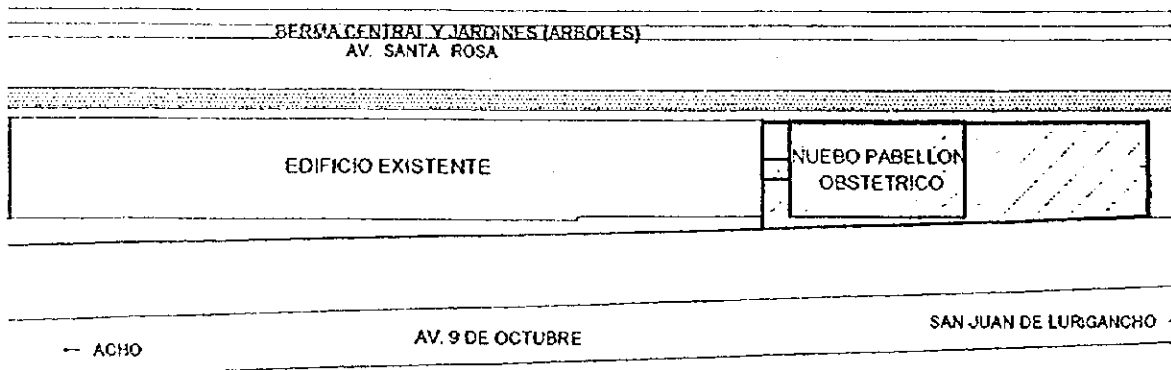 BERMA CENTRAL Y JARDINES (ARBOLES)
AV. SANTA ROSA
EDIFICIO EXISTENTE
NUEBO PABELLON
OBSTETRICO
SAN JUAN DE LURIGANCHO
AV. 9 DE OCTUBRE
← ACHO